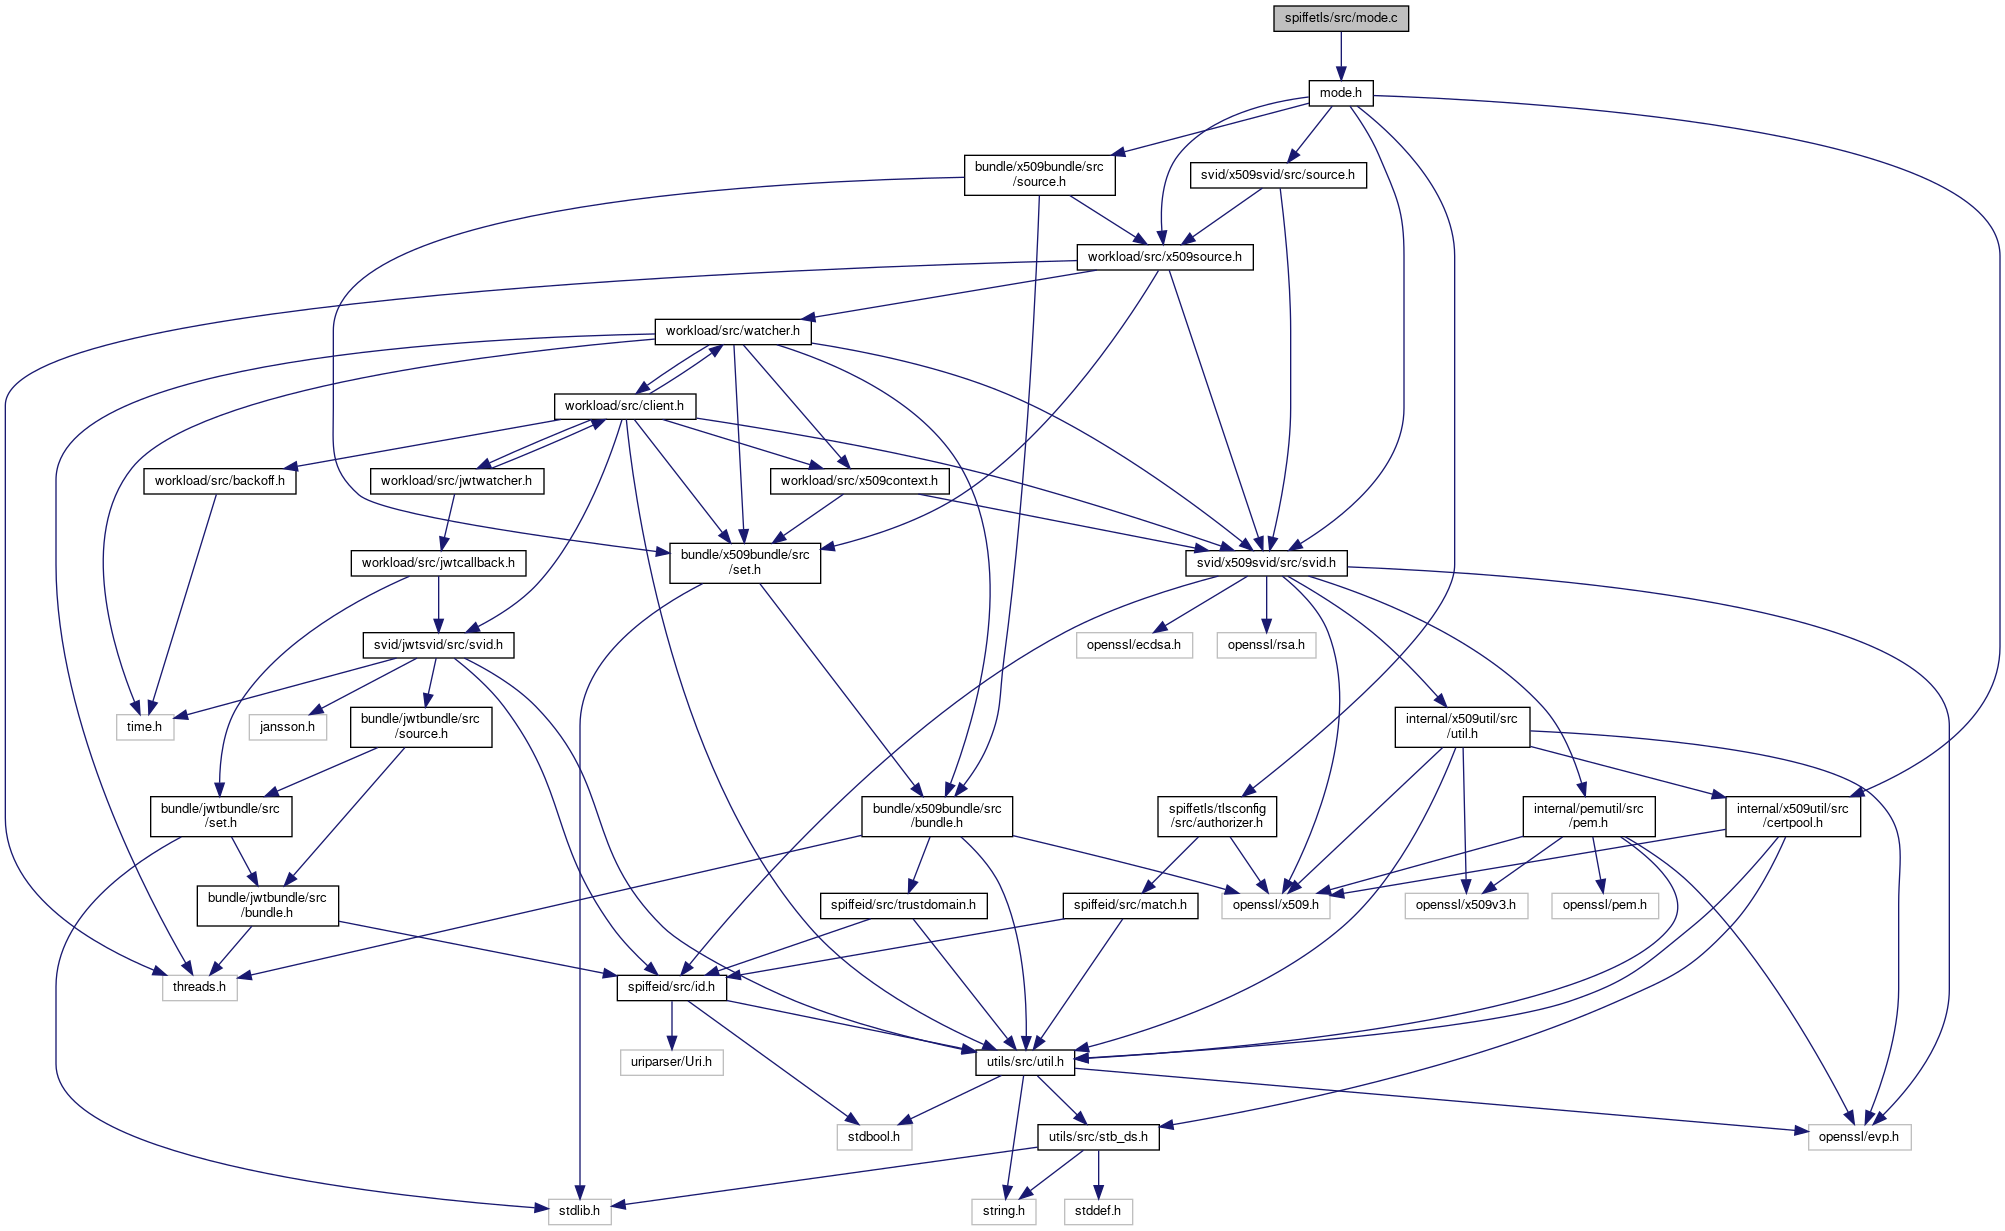 spiffetls/src/mode.c
mode.h
bundle/x509bundle/src
/source.h
svid/x509svid/src/source.h
workload/src/x509source.h
workload/src/watcher.h
workload/src/client.h
workload/src/backoff.h
workload/src/jwtwatcher.h
workload/src/x509context.h
bundle/x509bundle/src
/set.h
workload/src/jwtcallback.h
svid/x509svid/src/svid.h
svid/jwtsvid/src/svid.h
openssl/ecdsa.h
openssl/rsa.h
time.h
jansson.h
bundle/jwtbundle/src
/source.h
internal/x509util/src
/util.h
bundle/jwtbundle/src
/set.h
bundle/x509bundle/src
/bundle.h
spiffetls/tlsconfig
/src/authorizer.h
internal/pemutil/src
/pem.h
internal/x509util/src
/certpool.h
bundle/jwtbundle/src
/bundle.h
spiffeid/src/trustdomain.h
spiffeid/src/match.h
openssl/x509.h
openssl/x509v3.h
openssl/pem.h
threads.h
spiffeid/src/id.h
uriparser/Uri.h
utils/src/util.h
stdbool.h
utils/src/stb_ds.h
openssl/evp.h
stdlib.h
string.h
stddef.h